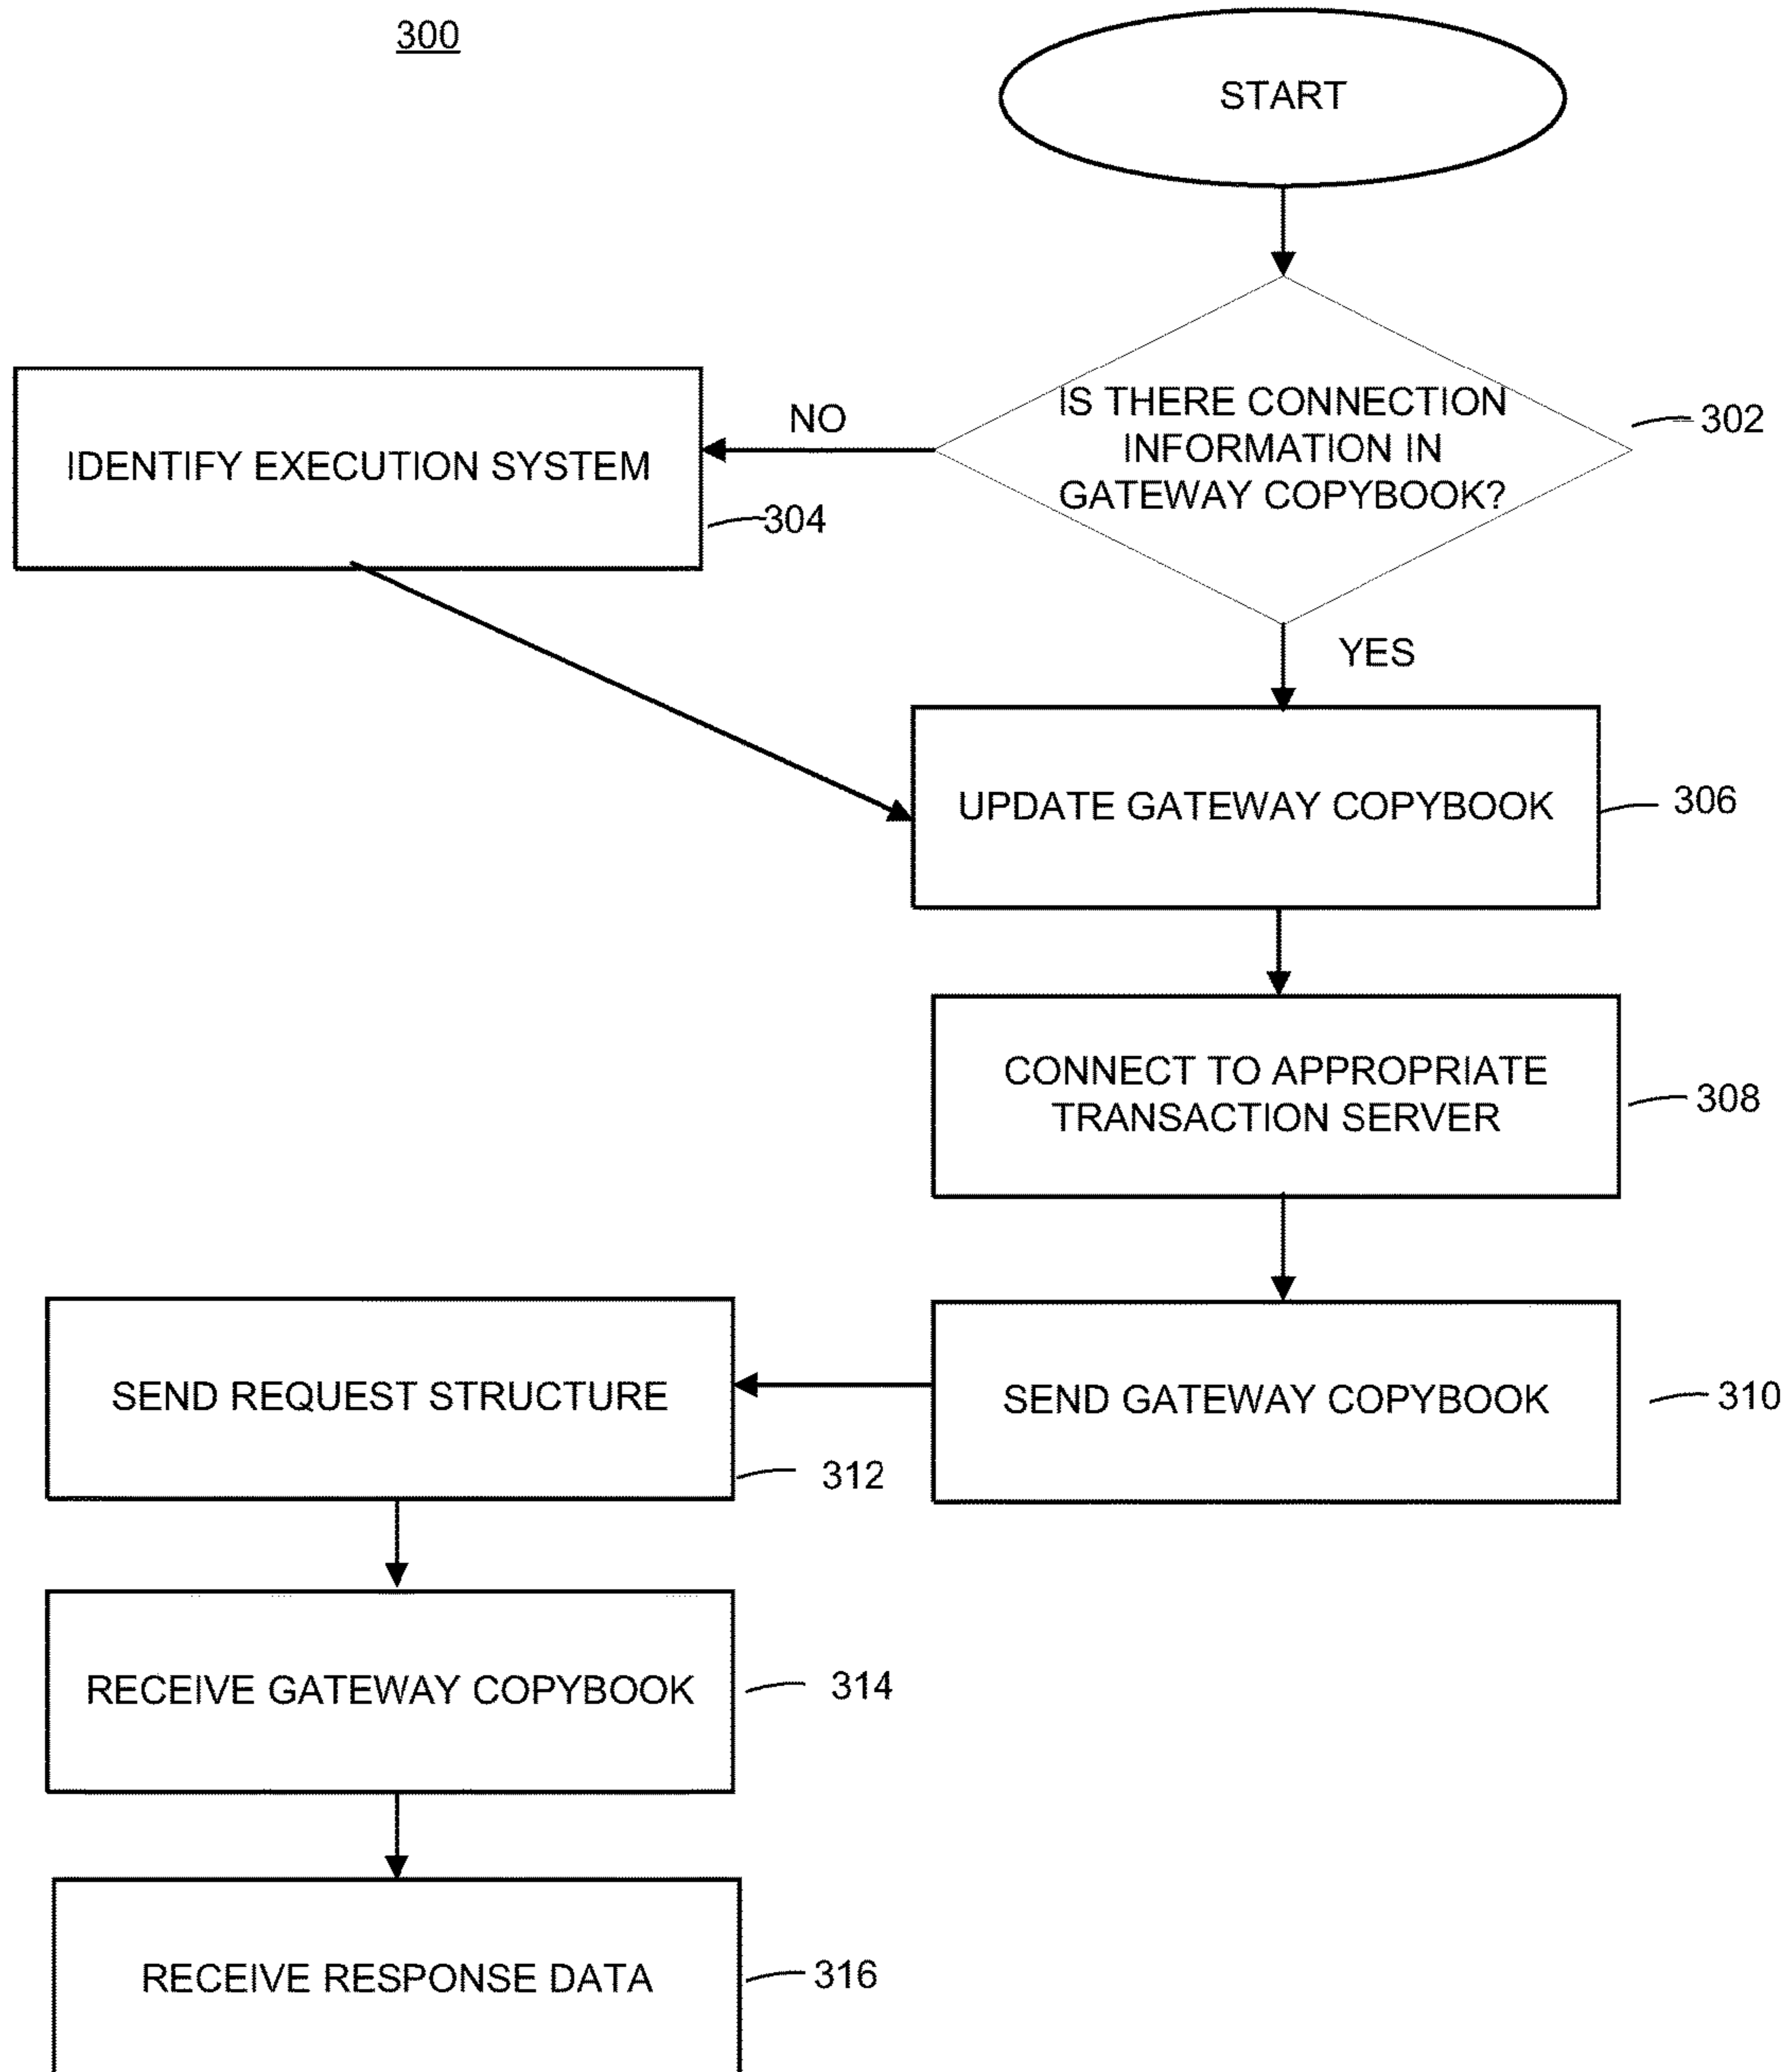 300
START
IS THERE CONNECTION
INFORMATION IN
GATEWAY COPYBOOK?
302
NO
IDENTIFY EXECUTION SYSTEM
304
YES
UPDATE GATEWAY COPYBOOK
306
CONNECT TO APPROPRIATE
TRANSACTION SERVER
308
SEND GATEWAY COPYBOOK
310
SEND REQUEST STRUCTURE
312
RECEIVE GATEWAY COPYBOOK
314
RECEIVE RESPONSE DATA
316